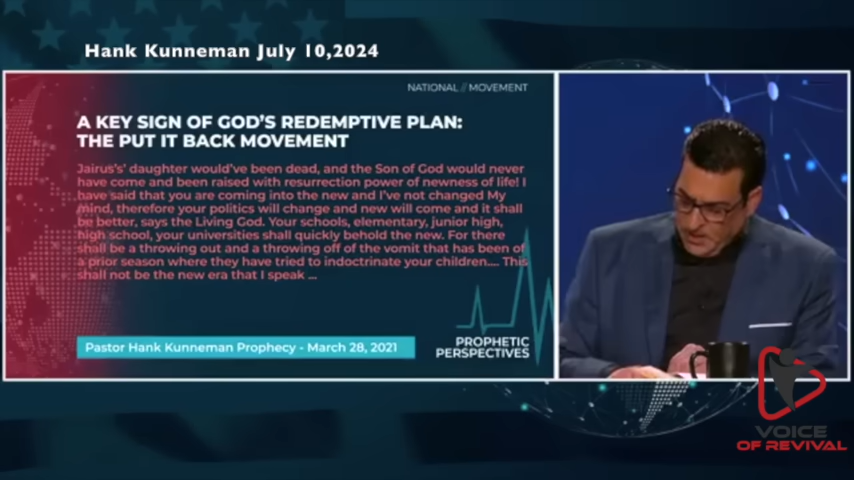 Hank Kunneman July 10,2024
NATIONAL // MOVEMENT
A KEY SIGN OF GOD'S REDEMPTIVE PLAN:
THE PUT IT BACK MOVEMENT
Jairus's' daughter would've been dead, and the Son of God would never
have come and been raised with resurrection power of newness of life! I
have said that you are coming into the new and I've not changed My
mind, therefore your politics will change and new will come and it shall
be better, says the Living God. Your schools, elementary, junior high,
high school, your universities shall quickly behold the new. For there
shall be a throwing out and a throwing off of the vomit that has been of
a prior season where they have tried to indoctrinate your children.... This
shall not be the new era that I speak ...
Pastor Hank Kunneman Prophecy - March 28, 2021
PROPHETIC
PERSPECTIVES
VOICE
OF REVIVAL